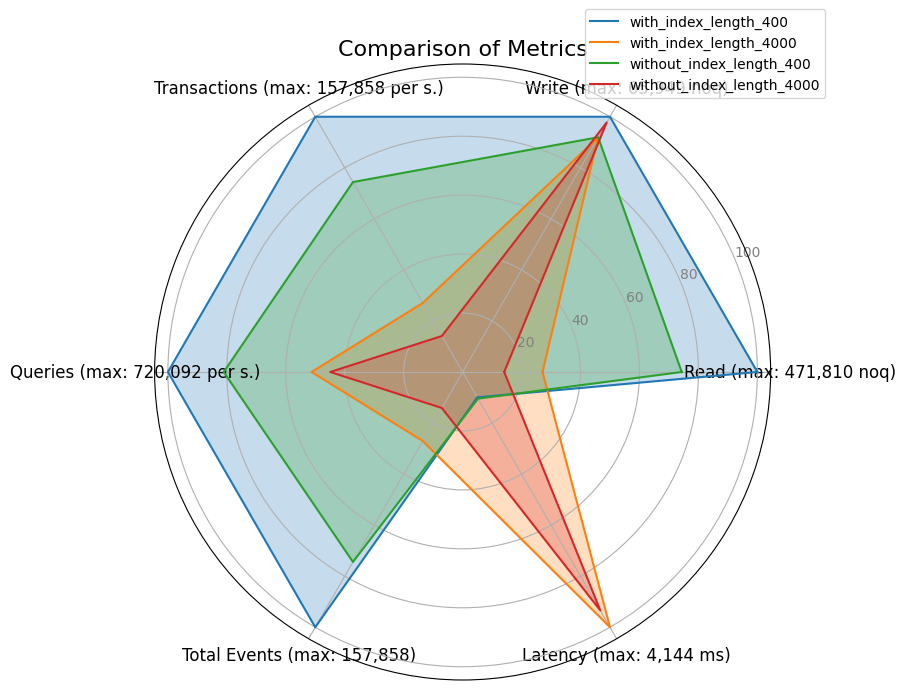 with_index_length_400
with_index_length_4000
without_index_length_400
without_index_length_4000
Comparison of Metrics
Transactions (max: 157,858 per s.)
Write (max: noq)
100
80
60
40
20
Queries (max: 720,092 per s.)
Read (max: 471,810 noq)
Total Events (max: 157,858)
Latency (max: 4,144 ms)